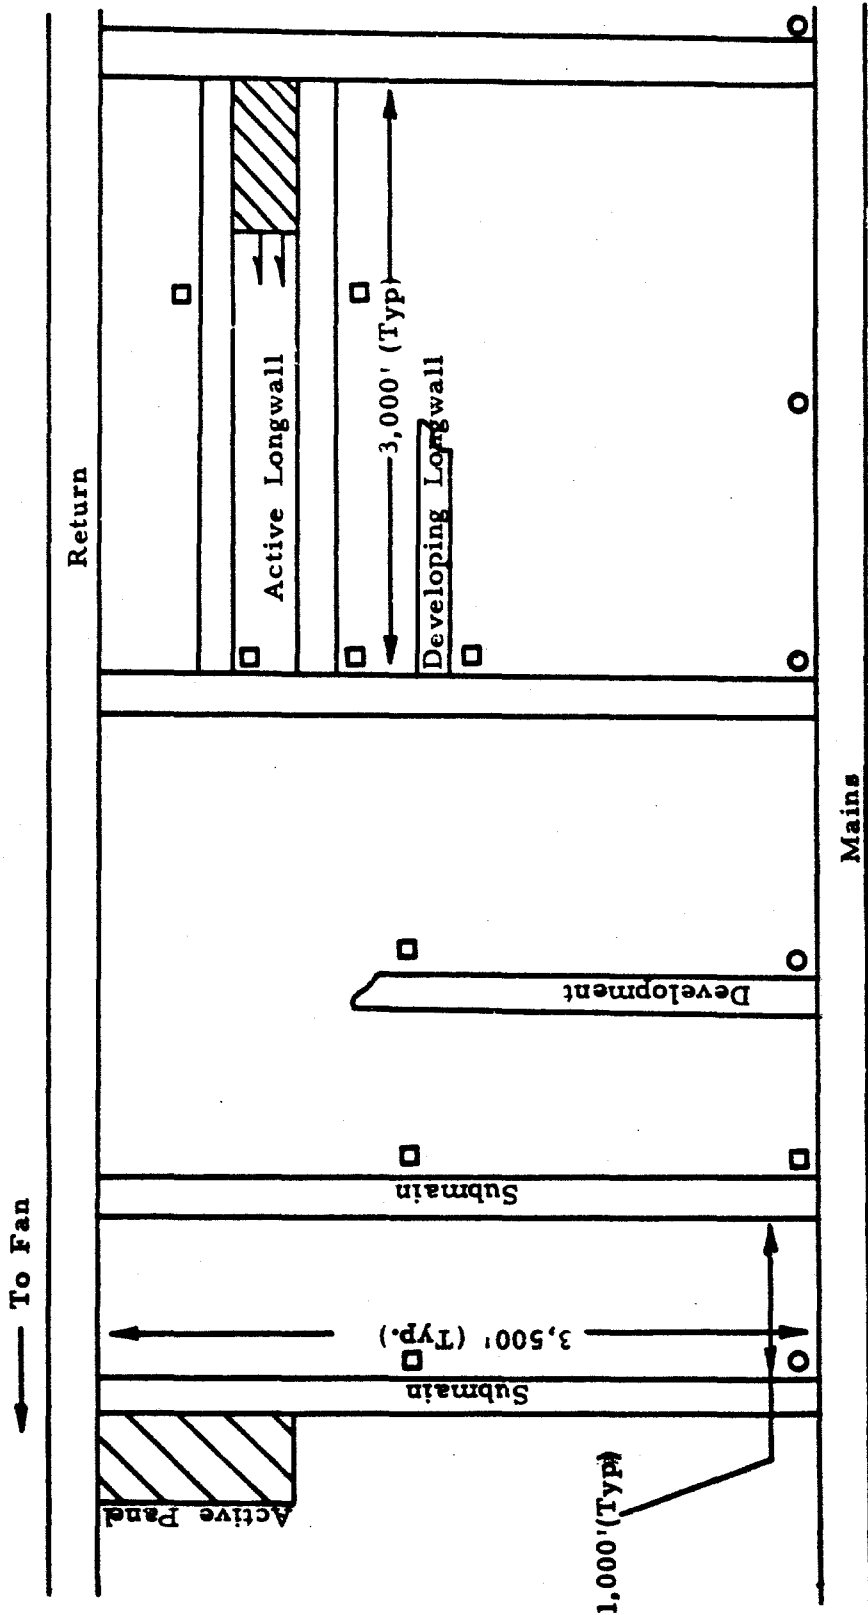 To Fan
Return
Active Longwall
3,000' (Typ)
Developing Longwall
Mains
Development
Submain
3,500' (Typ.)
Submain
Active Panel
1,000' (Typ)